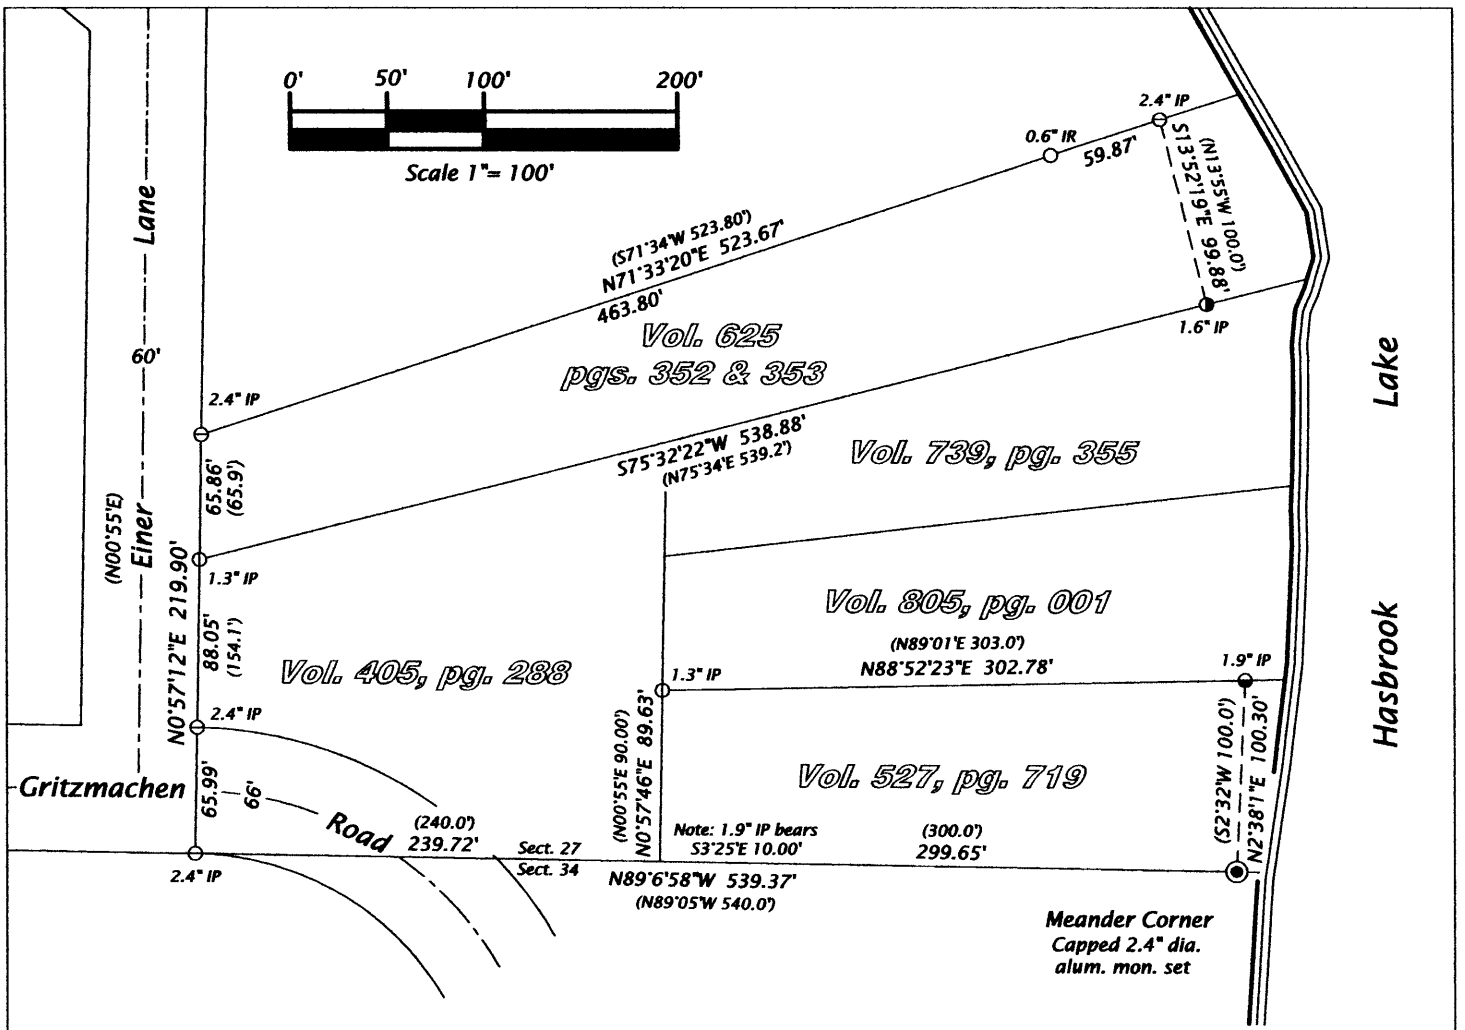 0' 50' 100' 200'
Scale 1"= 100'
2.4" IP
0.6" IR
59.87'
(N13°55'W 100.0')
S13°52'19"E 99.88'
1.6" IP
(S71°34'W 523.80')
N71°33'20"E 523.67'
463.80'
Vol. 625
pgs. 352 & 353
Lane
60'
Einer
(N00°55'E)
2.4" IP
65.86'
(65.9')
1.3" IP
N0°57'12"E 219.90'
88.05'
(154.1')
2.4" IP
65.99'
66'
S75°32'22"W 538.88'
(N75°34'E 539.2')
Vol. 739, pg. 355
Lake
Hasbrook
Vol. 805, pg. 001
(N89°01'E 303.0')
N88°52'23"E 302.78'
1.3" IP
1.9" IP
Vol. 405, pg. 288
(N00°55'E 90.00')
N0°57'46"E 89.63'
Vol. 527, pg. 719
(S2°32'W 100.0')
N2°38'1"E 100.30'
Gritzmachen
Road
(240.0')
239.72'
Sect. 27
Sect. 34
Note: 1.9" IP bears
S3°25'E 10.00'
(300.0')
299.65'
2.4" IP
N89°6'58"W 539.37'
(N89°05'W 540.0')
Meander Corner
Capped 2.4" dia.
alum. mon. set